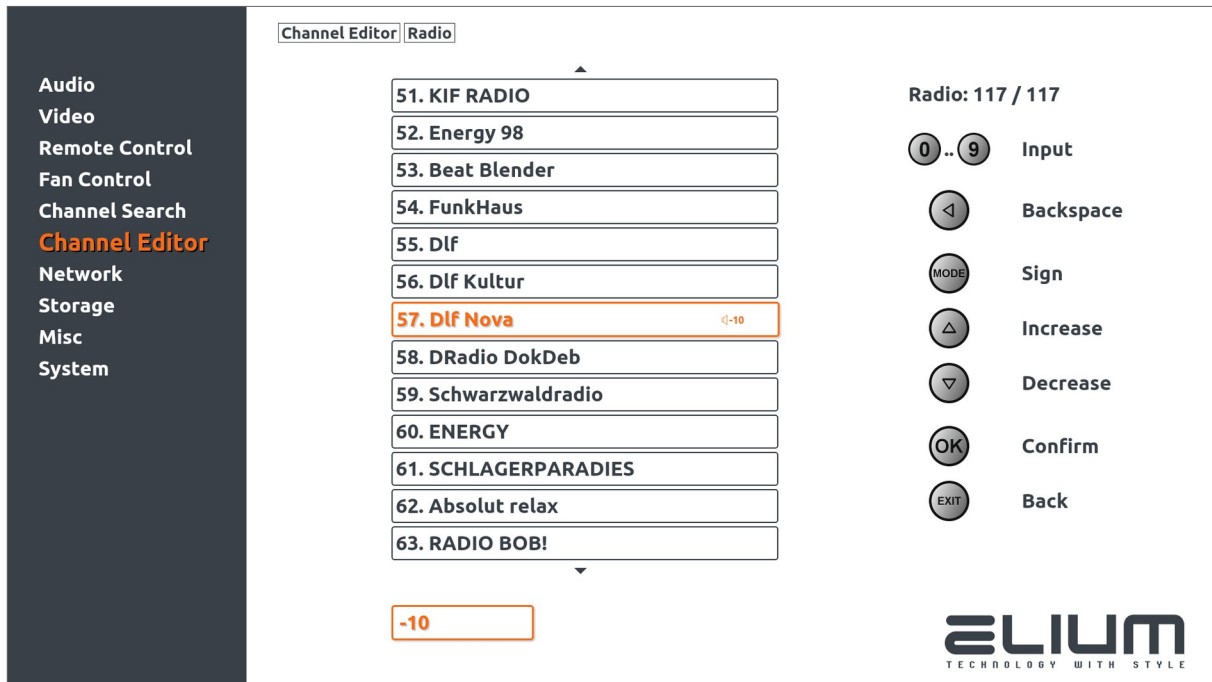 Channel Editor Radio
Audio
Video
Remote Control
Fan Control
Channel Search
Channel Editor
Network
Storage
Misc
System
51. KIF RADIO
52. Energy 98
53. Beat Blender
54. FunkHaus
55. Dlf
56. Dlf Kultur
57. Dlf Nova -10
58. DRadio DokDeb
59. Schwarzwaldradio
60. ENERGY
61. SCHLAGERPARADIES
62. Absolut relax
63. RADIO BOB!
-10
Radio: 117 / 117
0 .. 9 Input
Backspace
MODE Sign
Increase
Decrease
OK Confirm
EXIT Back
ELIUM
TECHNOLOGY WITH STYLE